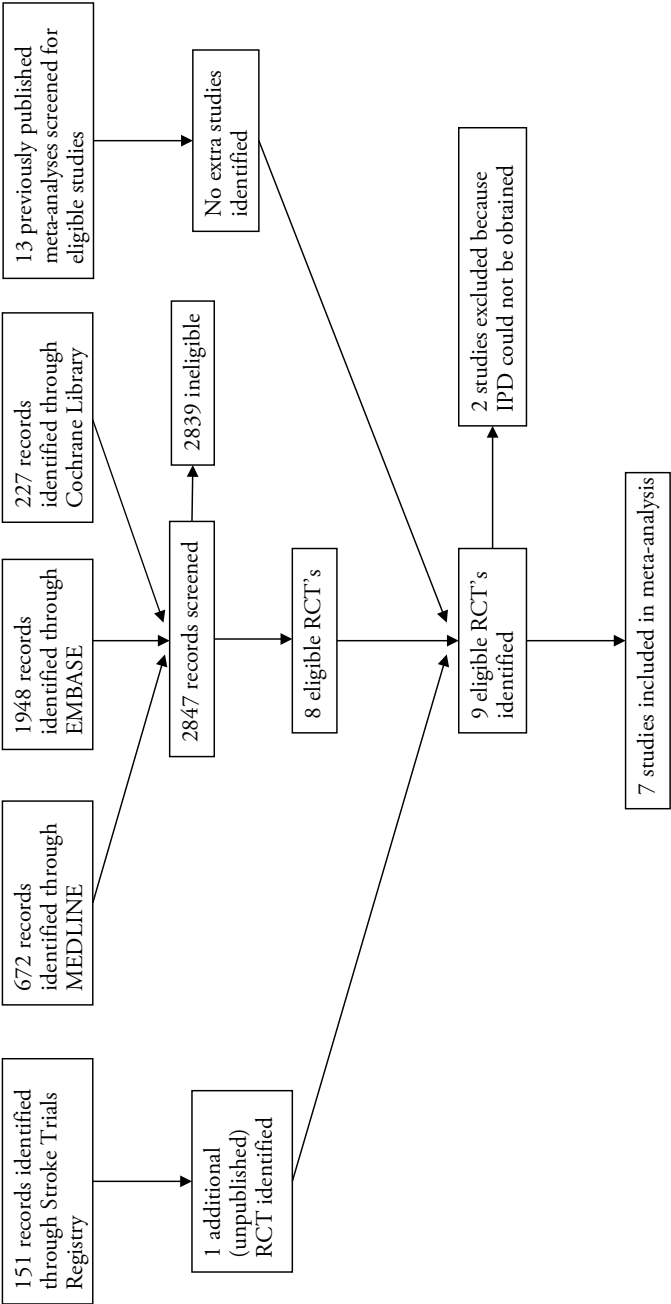 151 records identified
through Stroke Trials
Registry
672 records
identified through
MEDLINE
1948 records
identified through
EMBASE
227 records
identified through
Cochrane Library
13 previously published
meta-analyses screened for
eligible studies
1 additional
(unpublished)
RCT identified
2847 records screened
2839 ineligible
No extra studies
identified
8 eligible RCT's
9 eligible RCT's
identified
2 studies excluded because
IPD could not be obtained
7 studies included in meta-analysis